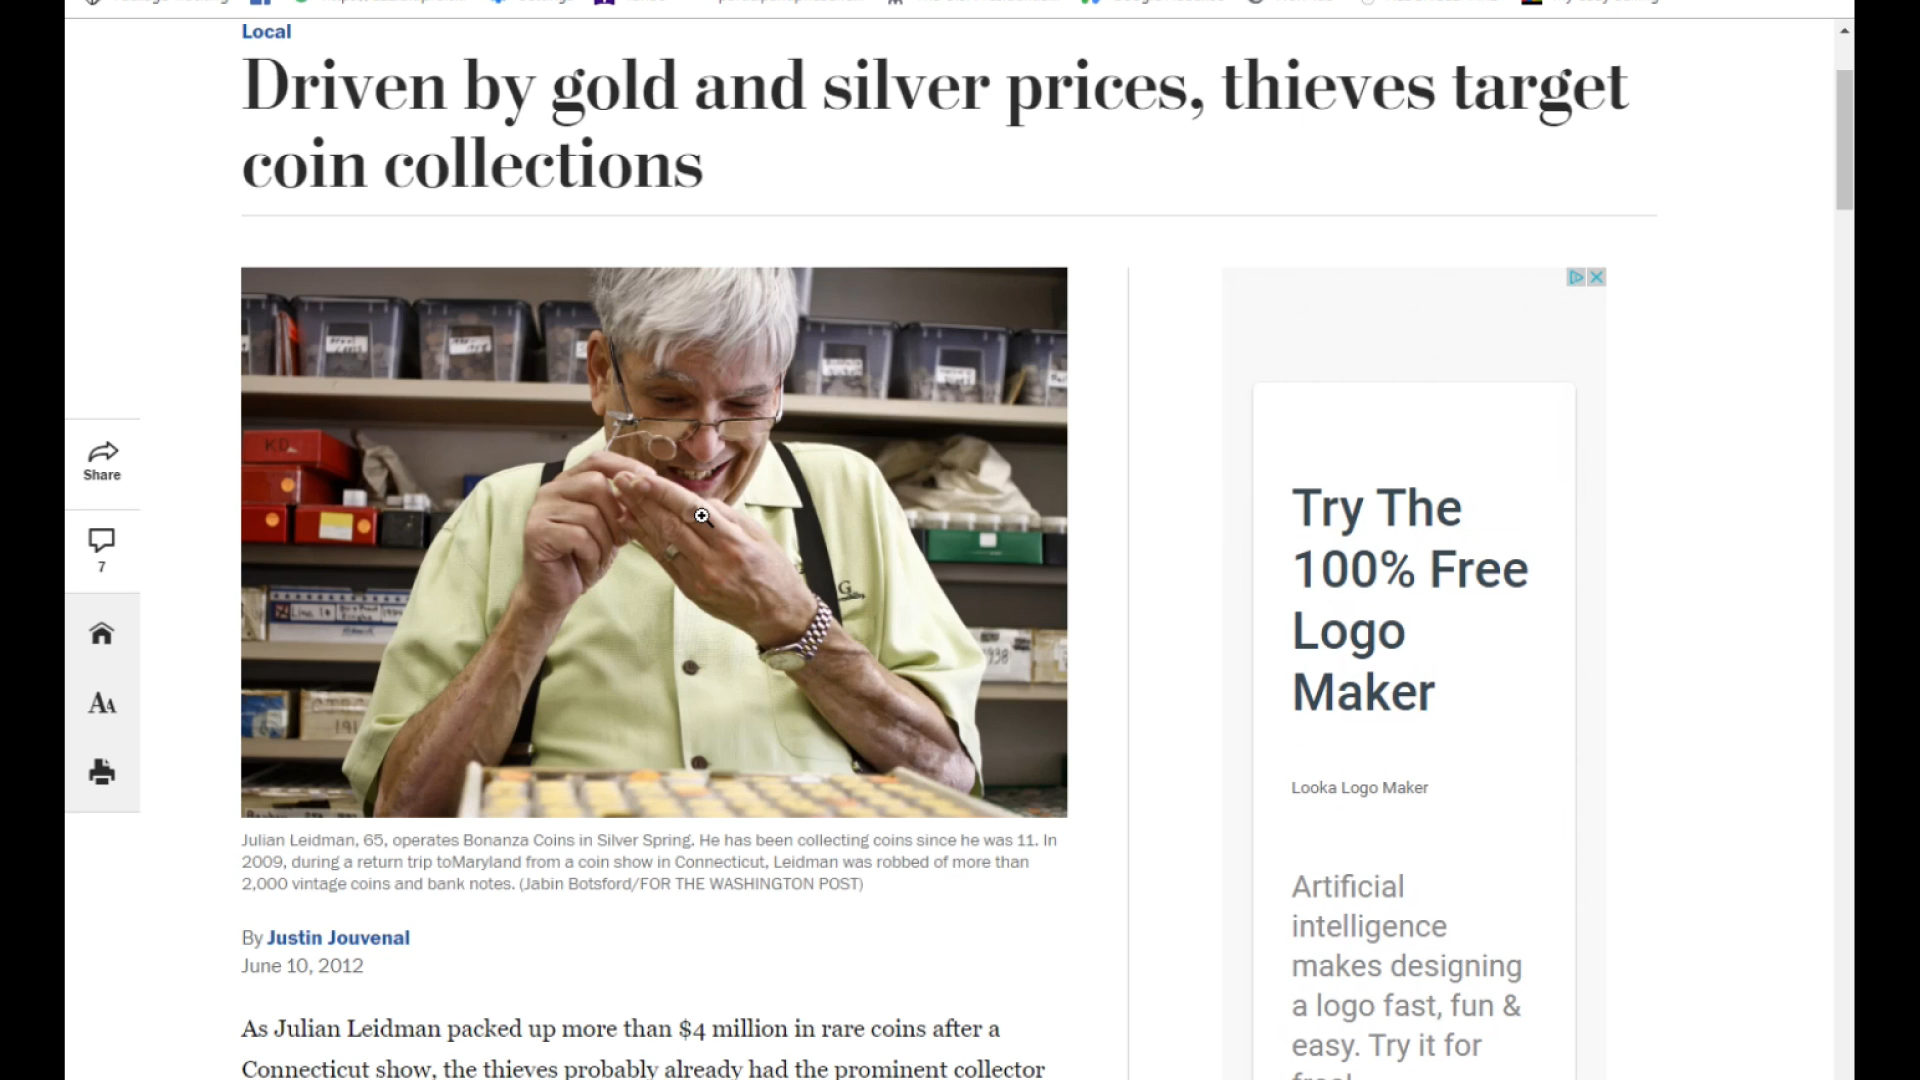 Local
Driven by gold and silver prices, thieves target
coin collections
Share
7
AA
KD
G
1938
Julian Leidman, 65, operates Bonanza Coins in Silver Spring. He has been collecting coins since he was 11. In
2009, during a return trip toMaryland from a coin show in Connecticut, Leidman was robbed of more than
2,000 vintage coins and bank notes. (Jabin Botsford/FOR THE WASHINGTON POST)
By Justin Jouvenal
June 10, 2012
As Julian Leidman packed up more than $4 million in rare coins after a
Connecticut show, the thieves probably already had the prominent collector
Try The
100% Free
Logo
Maker
Looka Logo Maker
Artificial
intelligence
makes designing
a logo fast, fun &
easy. Try it for